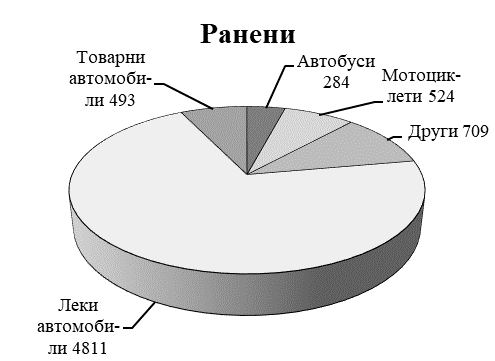 Ранени
Товарни
автомоби-
ли 493
Автобуси
284
Мотоцик-
лети 524
Други 709
Леки
автомоби-
ли 4811